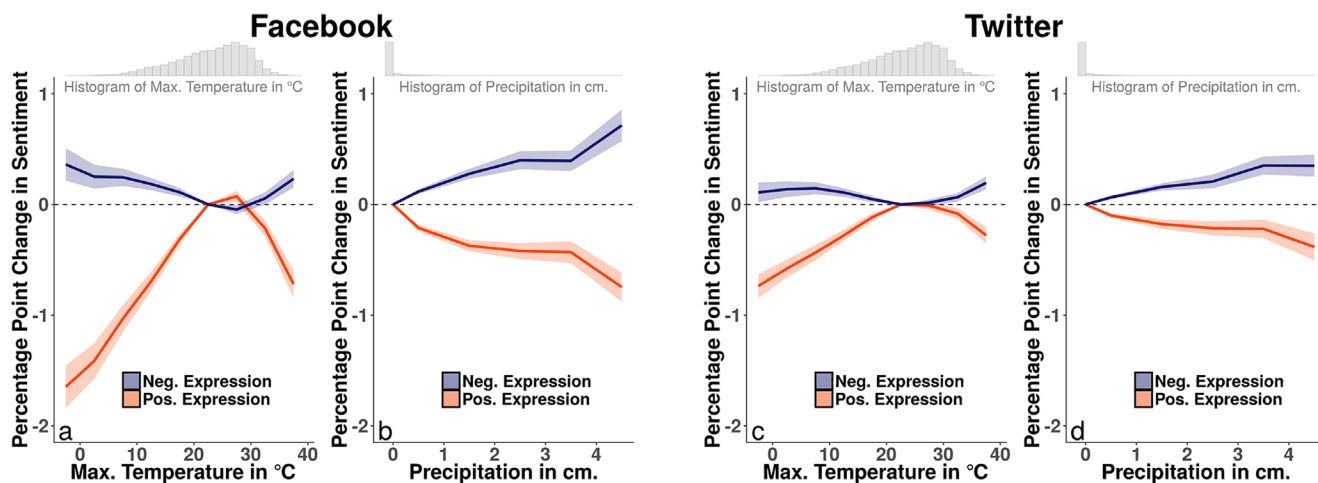 Facebook
Twitter
Histogram of Max. Temperature in °C
Histogram of Precipitation in cm.
Histogram of Max. Temperature in °C
Histogram of Precipitation in cm.
Percentage Point Change in Sentiment
1
0
-1
-2
Neg. Expression
Pos. Expression
a
0 10 20 30 40
Max. Temperature in °C
Percentage Point Change in Sentiment
1
0
-1
-2
Neg. Expression
Pos. Expression
b
0 1 2 3 4
Precipitation in cm.
Percentage Point Change in Sentiment
1
0
-1
-2
Neg. Expression
Pos. Expression
c
0 10 20 30 40
Max. Temperature in °C
Percentage Point Change in Sentiment
1
0
-1
-2
Neg. Expression
Pos. Expression
d
0 1 2 3 4
Precipitation in cm.